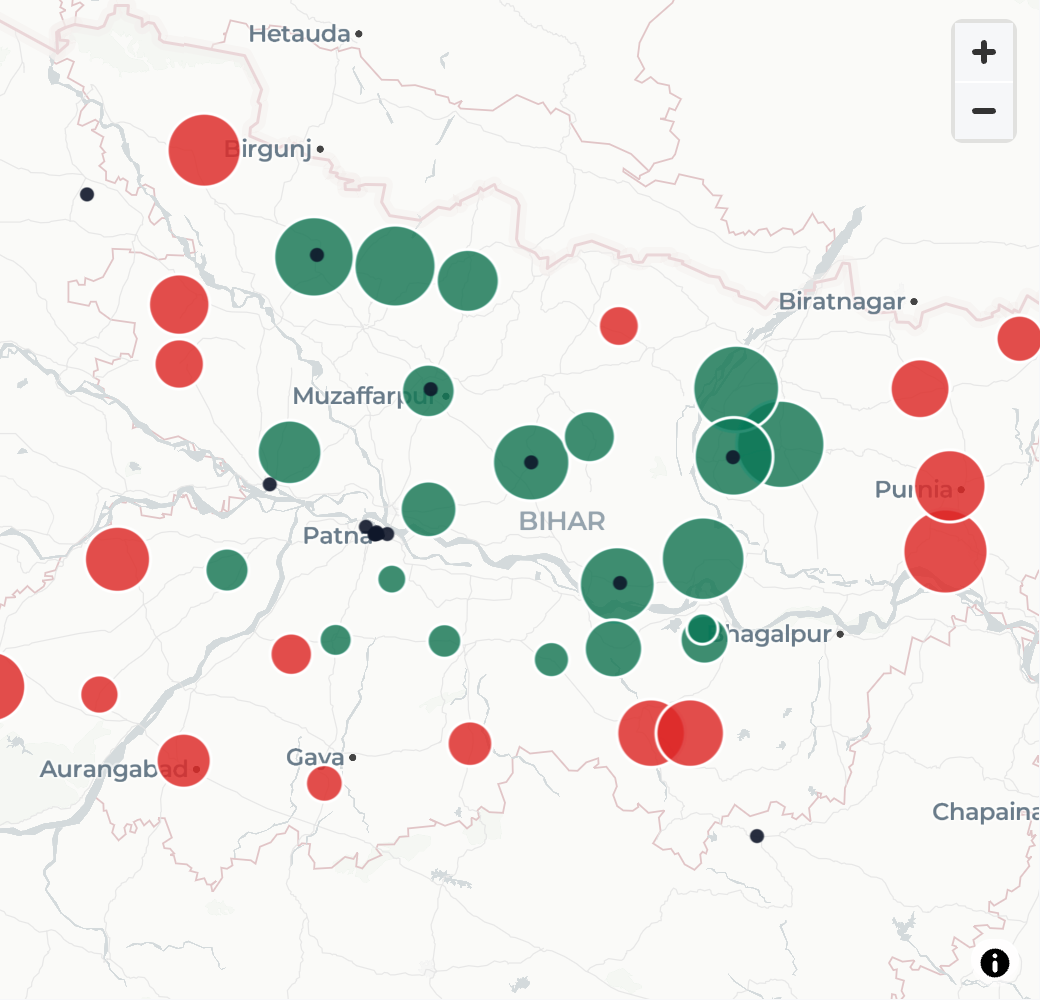 Hetauda
Birgunj
Biratnagar
Muzaffarpur
Purnia
BIHAR
Patna
Bhagalpur
Gaya
Aurangabad
Chapaina
+
−
i